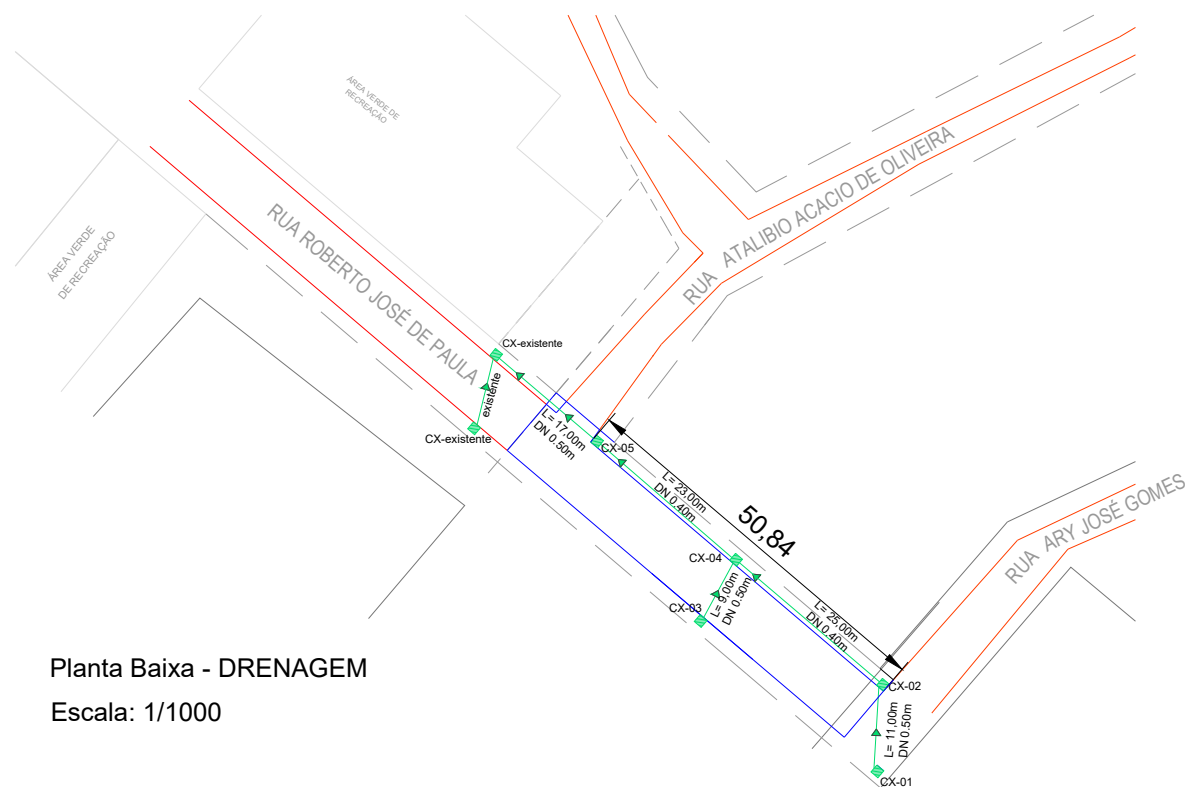 ÁREA VERDE DE
RECREAÇÃO
RUA ATALIBIO ACACIO DE OLIVEIRA
ÁREA VERDE
DE RECREAÇÃO
RUA ROBERTO JOSÉ DE PAULA
CX-existente
existente
CX-existente
L= 17,00m
DN 0.50m
CX-05
L= 23,00m
DN 0.40m
50,84
RUA ARY JOSÉ GOMES
CX-04
L= 9,00m
DN 0.50m
CX-03
L= 25,00m
DN 0.40m
CX-02
L= 11,00m
DN 0.50m
CX-01
Planta Baixa - DRENAGEM
Escala: 1/1000